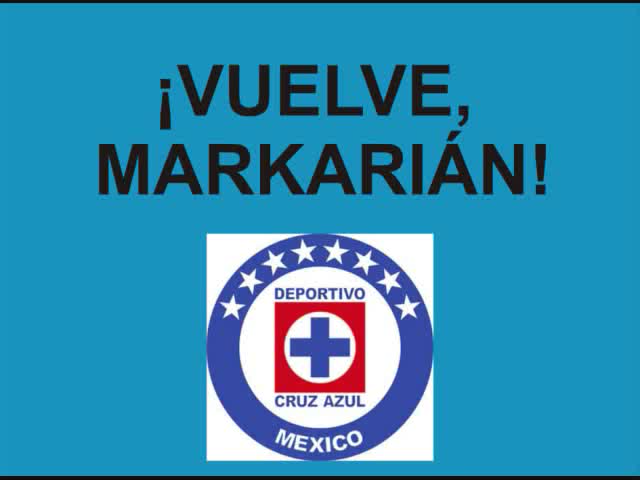 ¡VUELVE,
MARKARIÁN!
DEPORTIVO
CRUZ AZUL
MEXICO